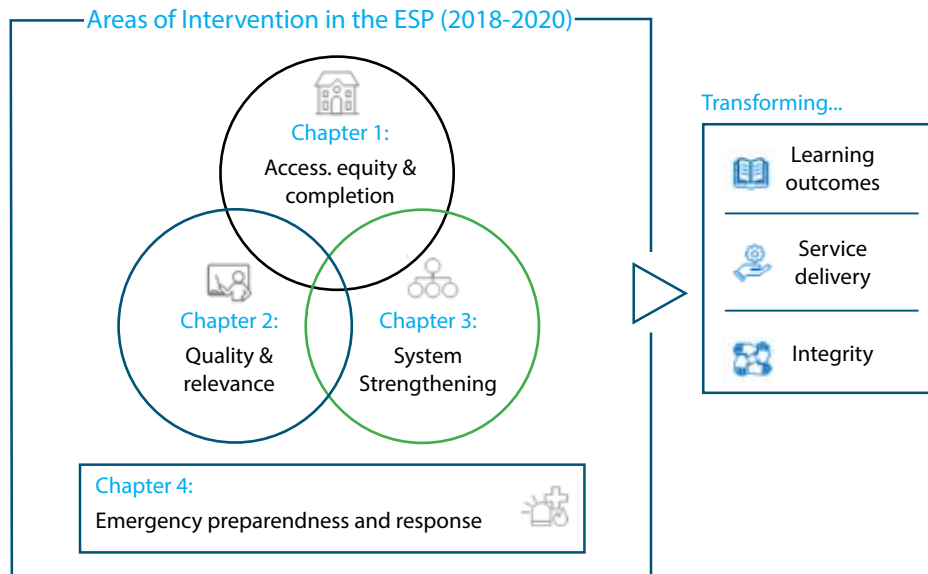 Areas of Intervention in the ESP (2018-2020)
Chapter 1:
Access. equity &
completion
Chapter 2:
Quality &
relevance
Chapter 3:
System
Strengthening
Chapter 4:
Emergency preparendness and response
Transforming...
Learning
outcomes
Service
delivery
Integrity